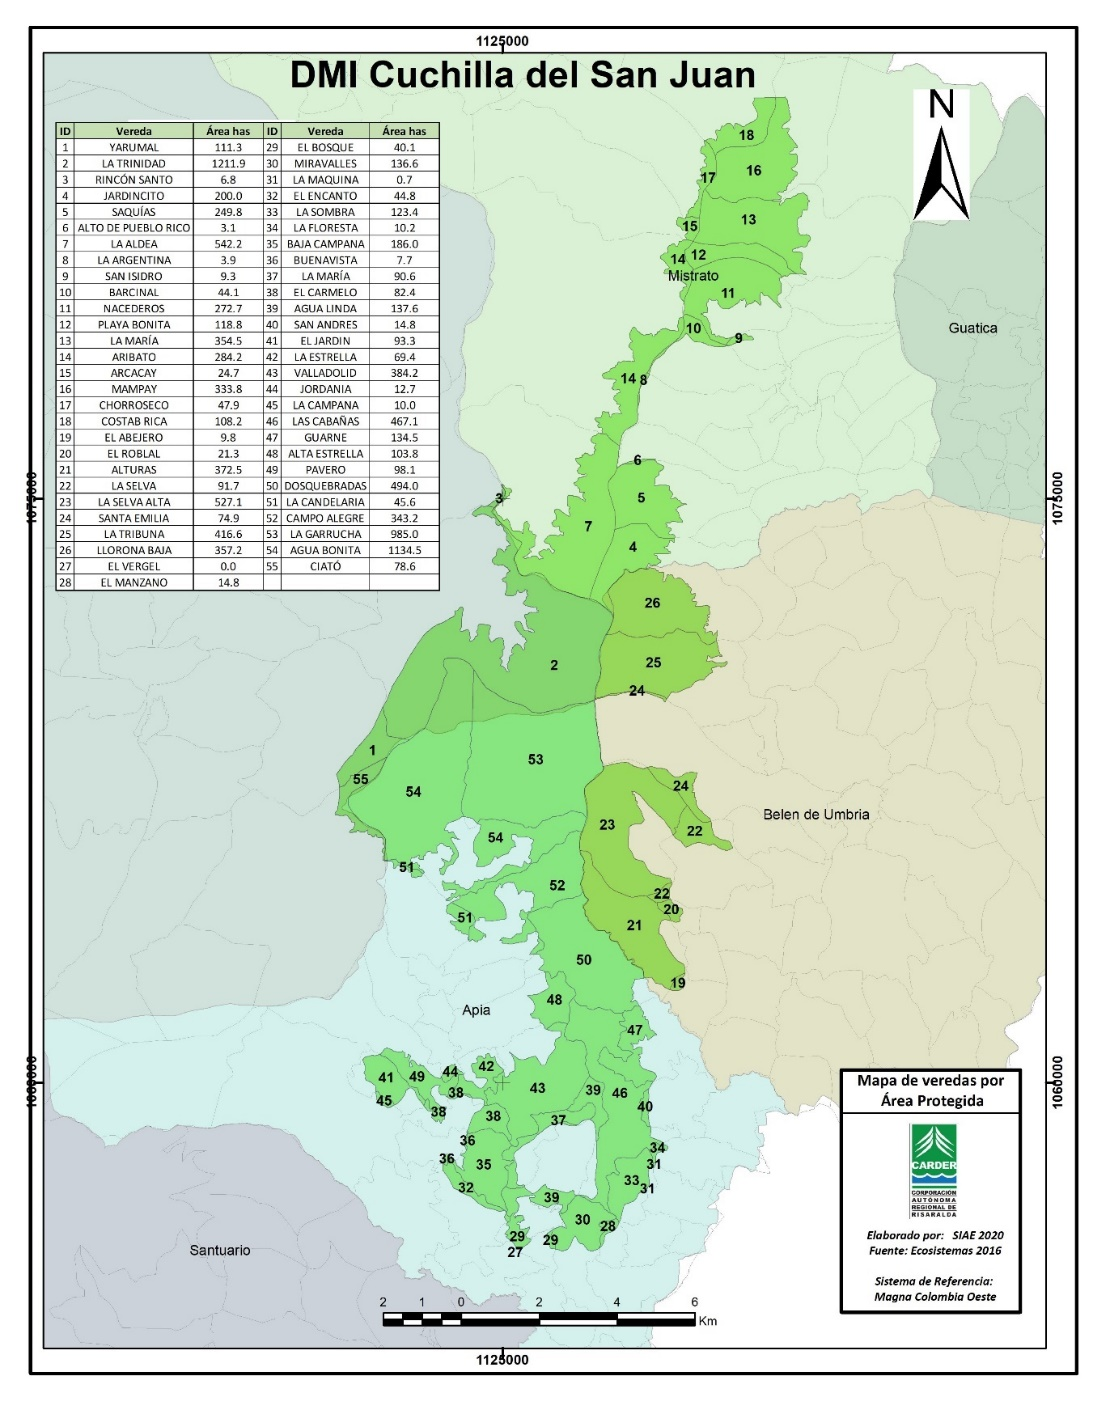 1125000
DMI Cuchilla del San Juan
N
ID Vereda Área has ID Vereda Área has
1 YARUMAL 111.3 29 EL BOSQUE 40.1
2 LA TRINIDAD 1211.9 30 MIRAVALLES 136.6
3 RINCÓN SANTO 6.8 31 LA MAQUINA 0.7
4 JARDINCITO 200.0 32 EL ENCANTO 44.8
5 SAQUÍAS 249.8 33 LA SOMBRA 123.4
6 ALTO DE PUEBLO RICO 3.1 34 LA FLORESTA 10.2
7 LA ALDEA 542.2 35 BAJA CAMPANA 186.0
8 LA ARGENTINA 3.9 36 BUENAVISTA 7.7
9 SAN ISIDRO 9.3 37 LA MARÍA 90.6
10 BARCINAL 44.1 38 EL CARMELO 82.4
11 NACEDEROS 272.7 39 AGUA LINDA 137.6
12 PLAYA BONITA 118.8 40 SAN ANDRES 14.8
13 LA MARÍA 354.5 41 EL JARDIN 93.3
14 ARIBATO 284.2 42 LA ESTRELLA 69.4
15 ARCACAY 24.7 43 VALLADOLID 384.2
16 MAMPAY 333.8 44 JORDANIA 12.7
17 CHORROSECO 47.9 45 LA CAMPANA 10.0
18 COSTAB RICA 108.2 46 LAS CABAÑAS 467.1
19 EL ABEJERO 9.8 47 GUARNE 134.5
20 EL ROBLAL 21.3 48 ALTA ESTRELLA 103.8
21 ALTURAS 372.5 49 PAVERO 98.1
22 LA SELVA 91.7 50 DOSQUEBRADAS 494.0
23 LA SELVA ALTA 527.1 51 LA CANDELARIA 45.6
24 SANTA EMILIA 74.9 52 CAMPO ALEGRE 343.2
25 LA TRIBUNA 416.6 53 LA GARRUCHA 985.0
26 LLORONA BAJA 357.2 54 AGUA BONITA 1134.5
27 EL VERGEL 0.0 55 CIATÓ 78.6
28 EL MANZANO 14.8
18
16
17
13
15
12
14
Mistrato
11
10
9
Guatica
14 8
6
5
3
7
4
1075000
1075000
26
25
2
24
1
53
55
54
24
Belen de Umbria
23
22
54
51
52
22
20
51
21
50
19
48
Apia
47
42
44
41
49
43
39
46
38
45
40
38
38
37
36
34
36
35
31
33
32
31
39
30
28
29
29
27
Santuario
1060000
1060000
Mapa de veredas por
Área Protegida
CARDER
CORPORACIÓN
AUTÓNOMA
REGIONAL DE
RISARALDA
Elaborado por: SIAE 2020
Fuente: Ecosistemas 2016
Sistema de Referencia:
Magna Colombia Oeste
2 1 0 2 4 6
Km
1125000